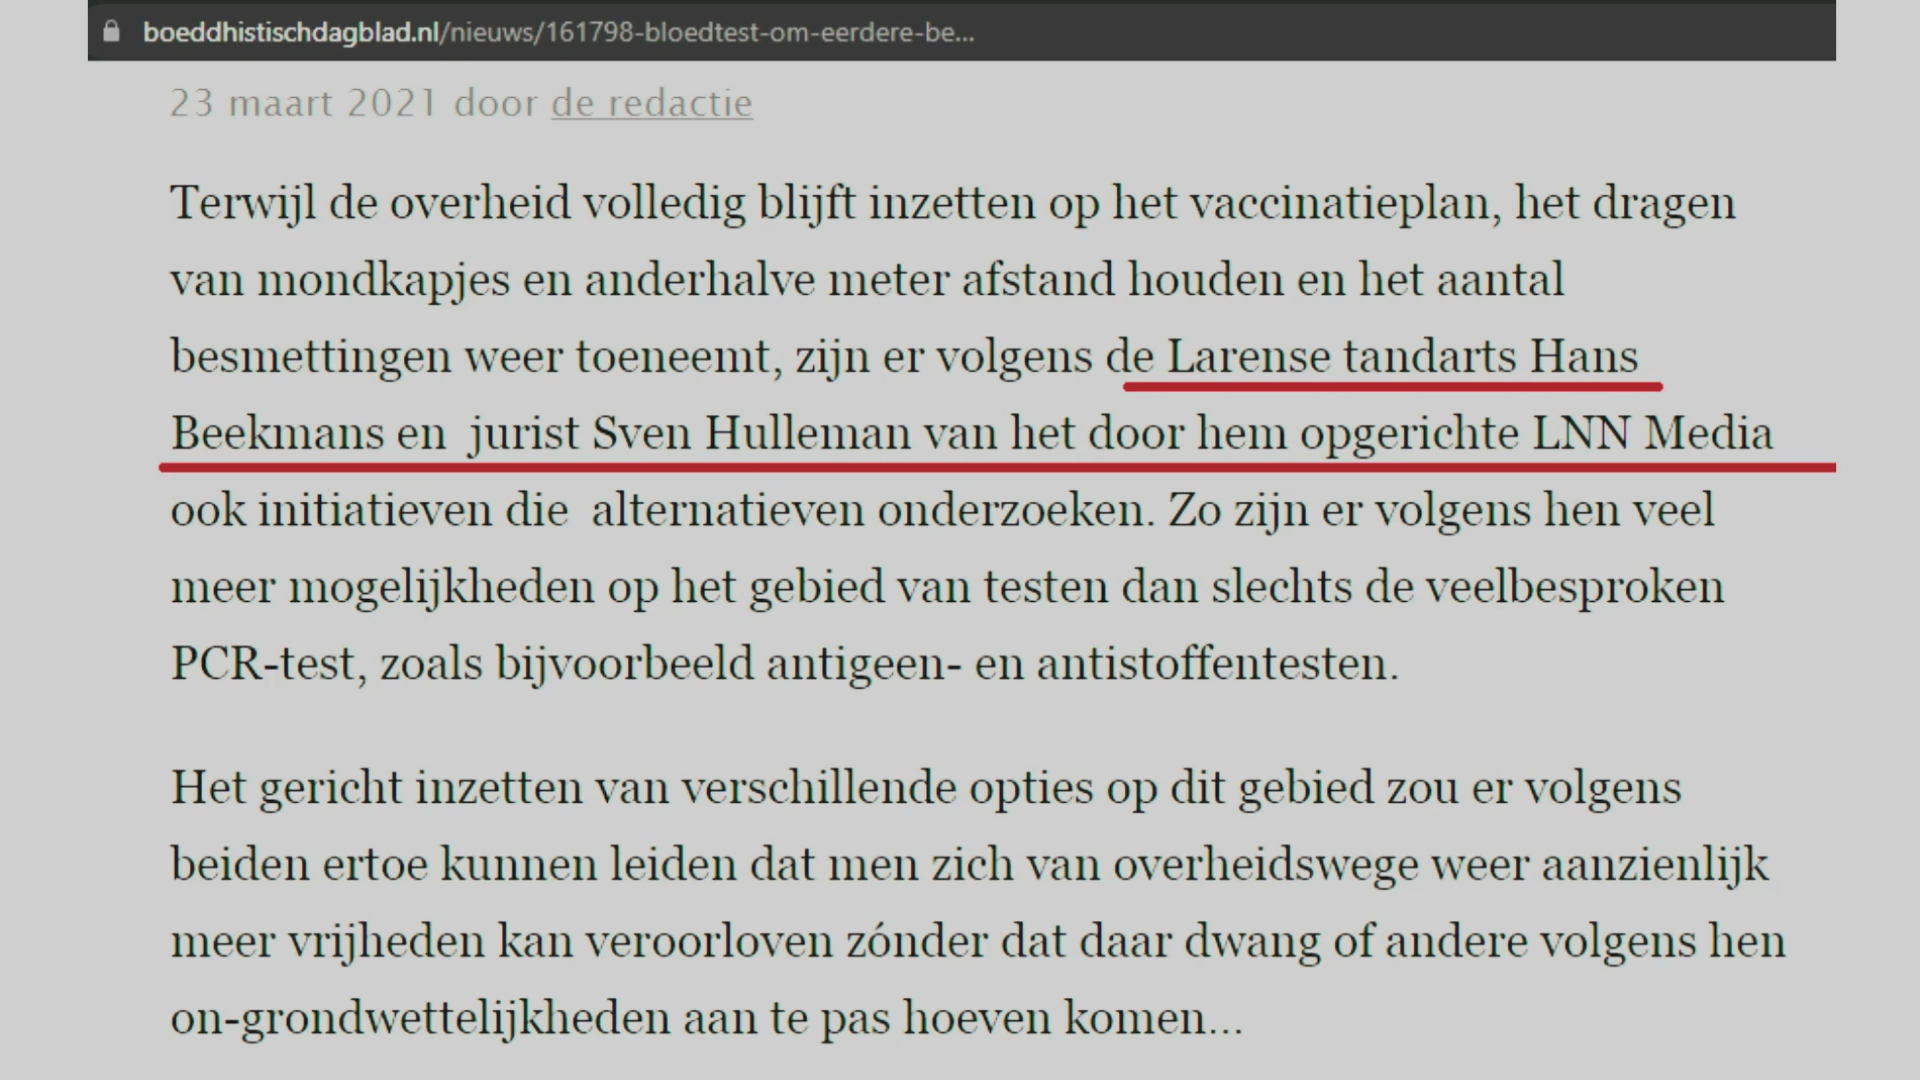 boeddhistischdagblad.nl/nieuws/161798-bloedtest-om-eerdere-be...
23 maart 2021 door de redactie
Terwijl de overheid volledig blijft inzetten op het vaccinatieplan, het dragen
van mondkapjes en anderhalve meter afstand houden en het aantal
besmettingen weer toeneemt, zijn er volgens de Larense tandarts Hans
Beekmans en jurist Sven Hulleman van het door hem opgerichte LNN Media
ook initiatieven die alternatieven onderzoeken. Zo zijn er volgens hen veel
meer mogelijkheden op het gebied van testen dan slechts de veelbesproken
PCR-test, zoals bijvoorbeeld antigeen- en antistoffentesten.
Het gericht inzetten van verschillende opties op dit gebied zou er volgens
beiden ertoe kunnen leiden dat men zich van overheidswege weer aanzienlijk
meer vrijheden kan veroorloven zónder dat daar dwang of andere volgens hen
on-grondwettelijkheden aan te pas hoeven komen...